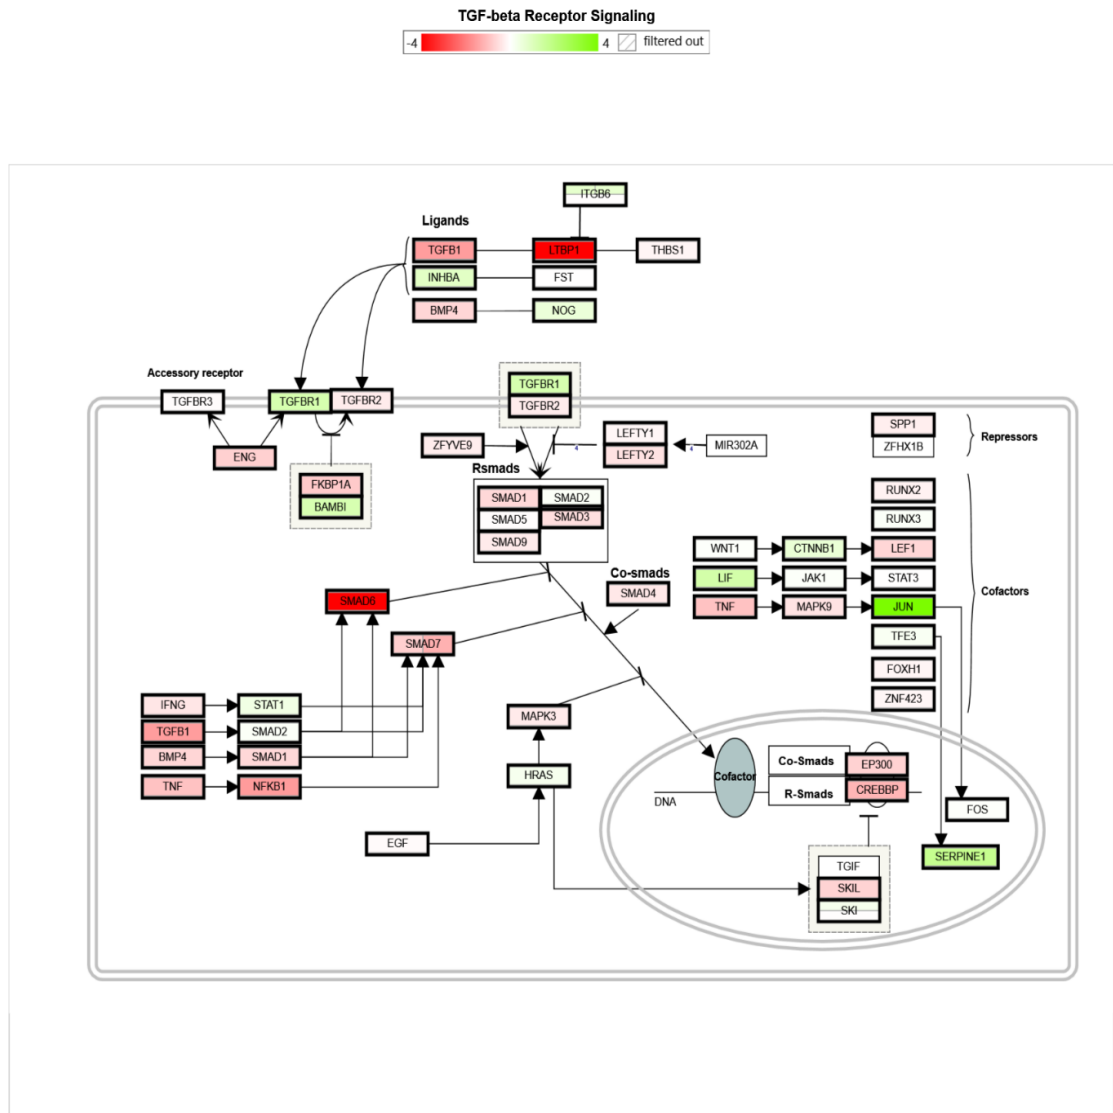 TGF-beta Receptor Signaling
-4 4 filtered out
ITGB6
Ligands
TGFB1 LTBP1 THBS1
INHBA FST
BMP4 NOG
Accessory receptor
TGFBR3 TGFBR1 TGFBR2
ENG
FKBP1A
BAMBI
TGFBR1
TGFBR2
ZFYVE9
LEFTY1
LEFTY2
4
4
MIR302A
Rsmads
SMAD1 SMAD2
SMAD5 SMAD3
SMAD9
SPP1
ZFHX1B
Repressors
RUNX2
RUNX3
WNT1 CTNNB1 LEF1
LIF JAK1 STAT3
TNF MAPK9 JUN
TFE3
FOXH1
ZNF423
Cofactors
Co-smads
SMAD4
SMAD6
SMAD7
IFNG STAT1
TGFB1 SMAD2
BMP4 SMAD1
TNF NFKB1
MAPK3
HRAS
EGF
Cofactor
DNA
Co-Smads EP300
R-Smads CREBBP
FOS
SERPINE1
TGIF
SKIL
SKI